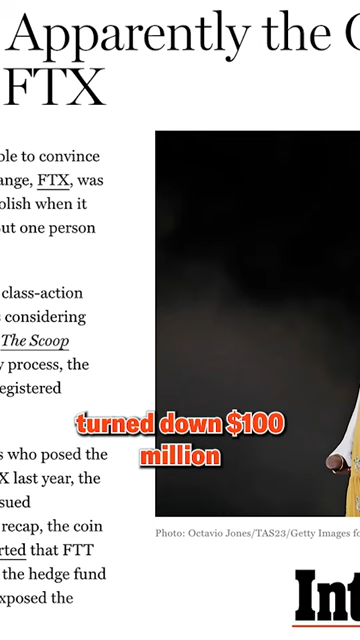 Apparently the
FTX
ble to convince
ange, FTX, was
olish when it
ut one person
class-action
considering
The Scoop
y process, the
egistered
turned down $100
million
s who posed the
X last year, the
sued
recap, the coin
rted that FTT
the hedge fund
xposed the
Photo: Octavio Jones/TAS23/Getty Images fo
Int